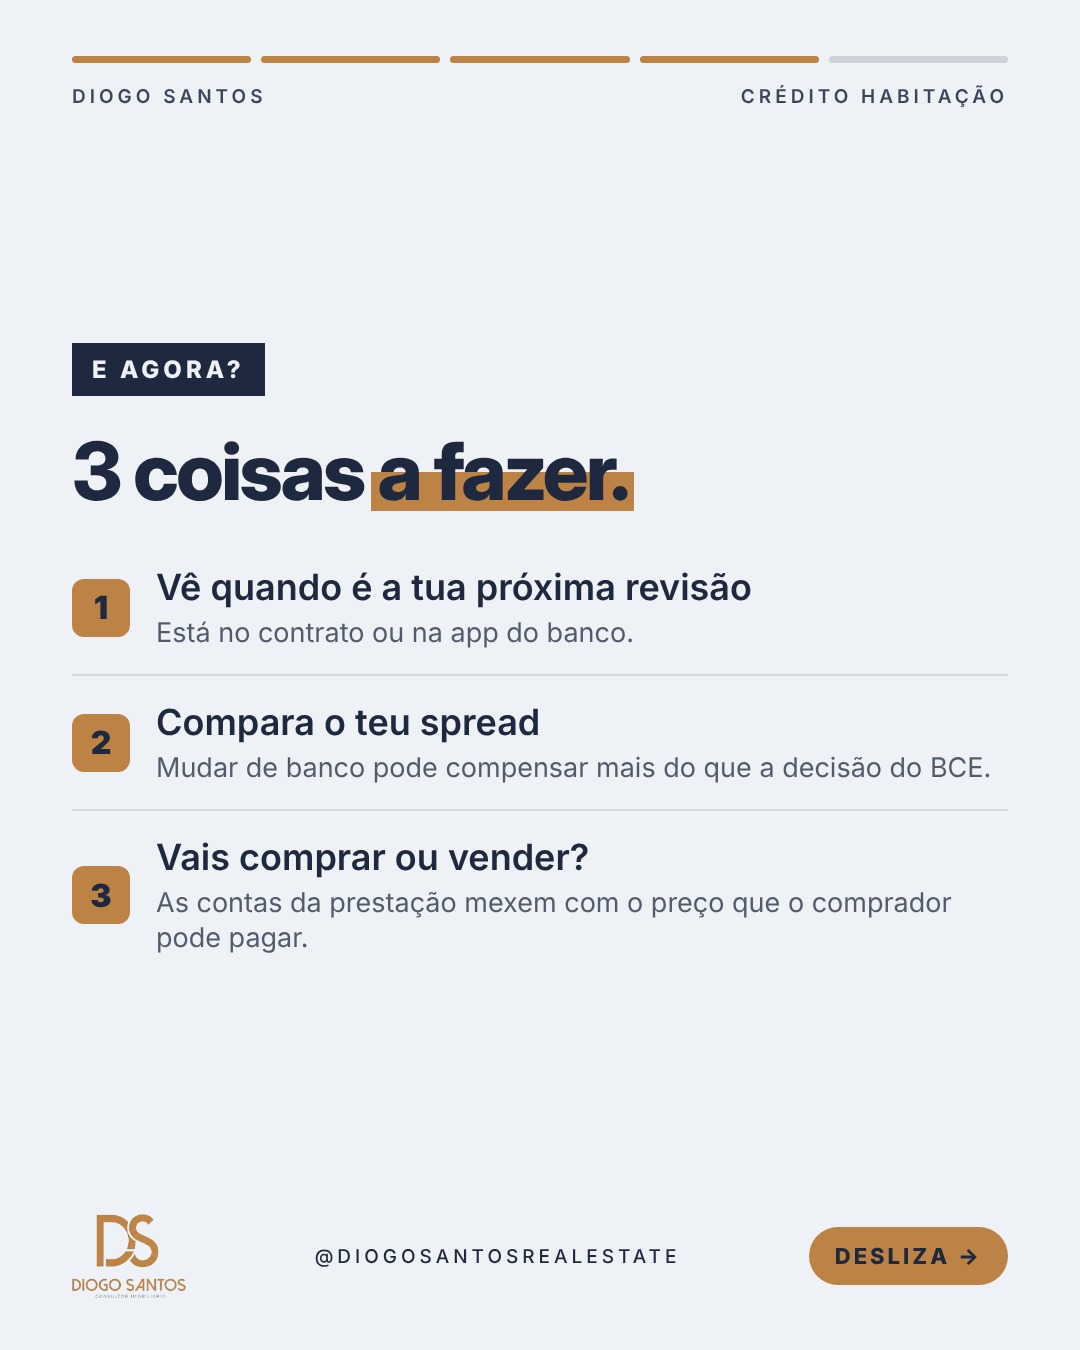 DIOGO SANTOS
CRÉDITO HABITAÇÃO
E AGORA?
3 coisas a fazer.
1
Vê quando é a tua próxima revisão
Está no contrato ou na app do banco.
2
Compara o teu spread
Mudar de banco pode compensar mais do que a decisão do BCE.
3
Vais comprar ou vender?
As contas da prestação mexem com o preço que o comprador
pode pagar.
DS
DIOGO SANTOS
CONSULTOR IMOBILIÁRIO
@DIOGOSANTOSREALESTATE
DESLIZA →